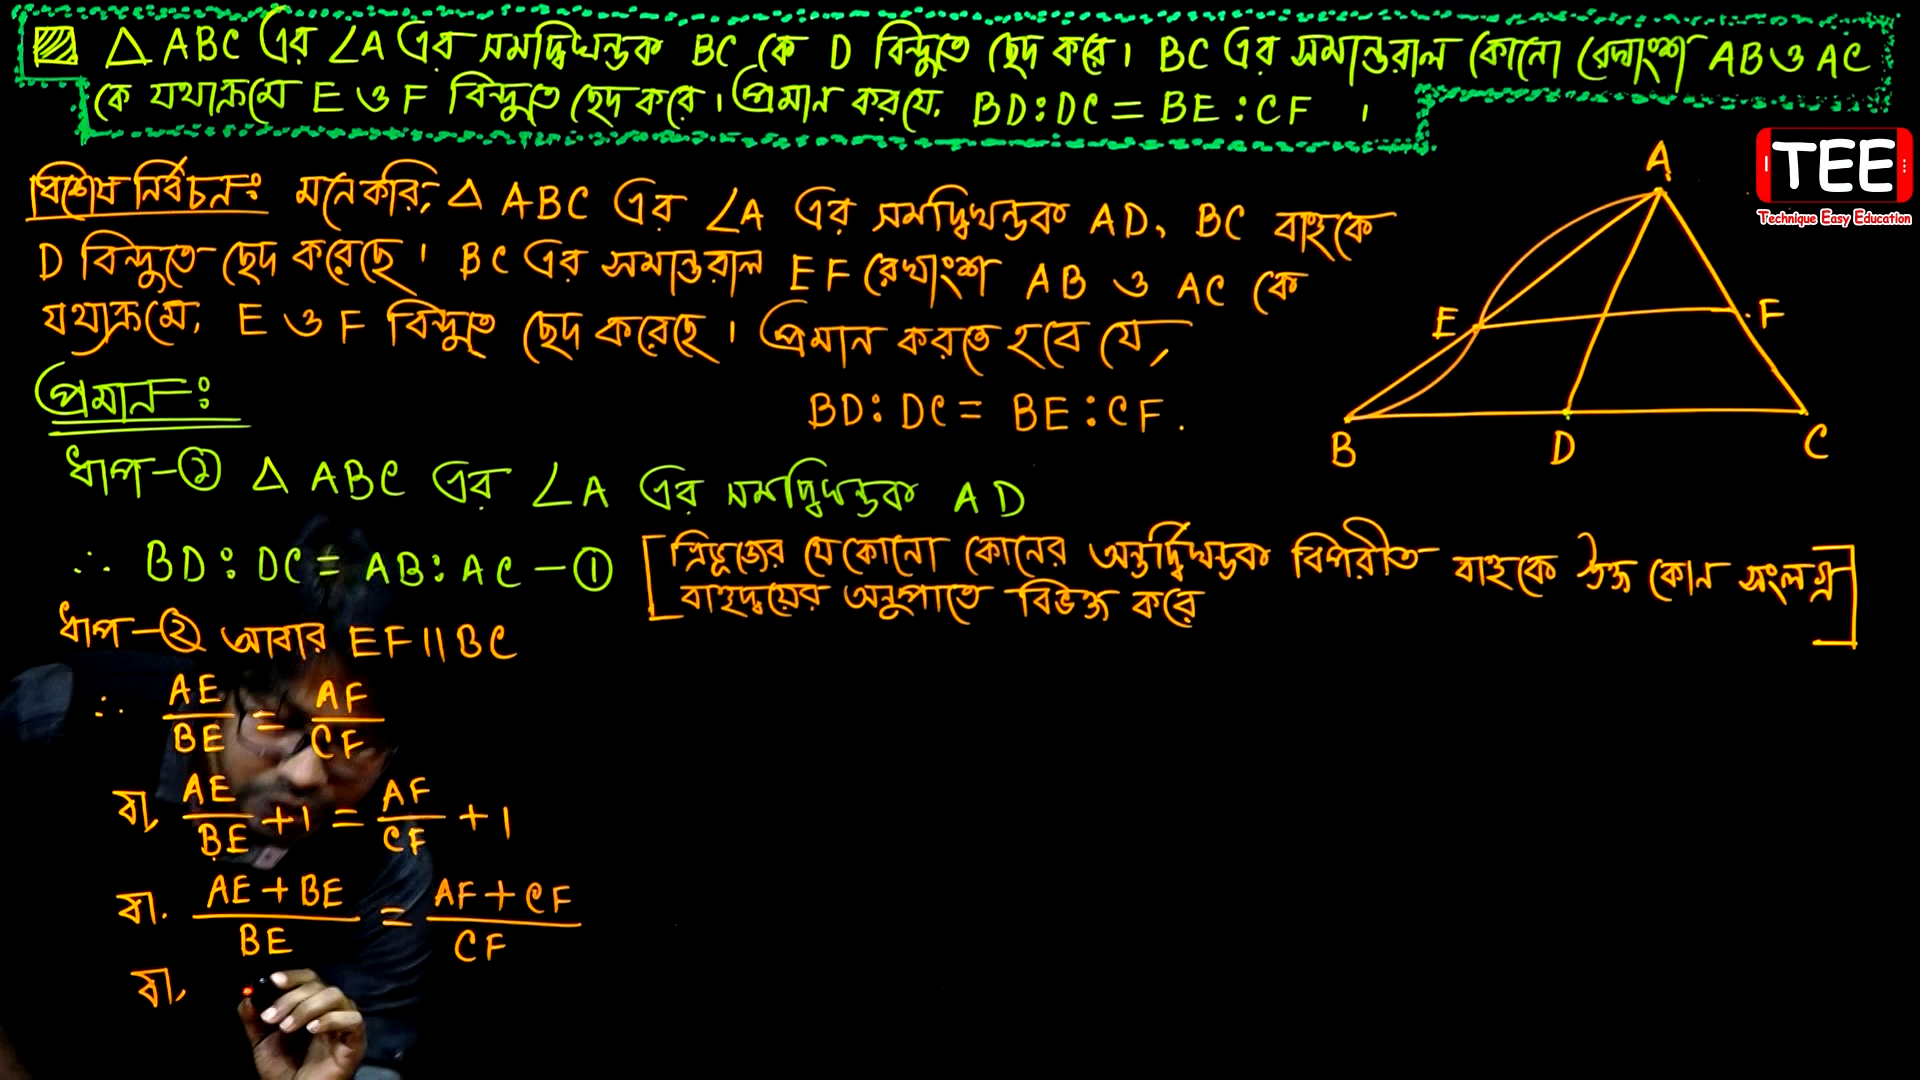 △ ABC এর ∠A এর সমদ্বিখন্ডক BC কে D বিন্দুতে ছেদ করে। BC এর সমান্তরাল কোনো রেখাংশ AB ও AC
কে যথাক্রমে E ও F বিন্দুতে ছেদ করে। প্রমান কর যে, BD:DC = BE:CF ।
TEE
Technique Easy Education
বিশেষ নির্বচন: মনে করি, △ ABC এর ∠A এর সমদ্বিখন্ডক AD, BC বাহুকে
D বিন্দুতে ছেদ করেছে। BC এর সমান্তরাল EF রেখাংশ AB ও AC কে
যথাক্রমে, E ও F বিন্দুতে ছেদ করেছে। প্রমান করতে হবে যে,
BD:DC = BE:CF.
A
E
F
B
D
C
প্রমান:
ধাপ-১ △ ABC এর ∠A এর সমদ্বিখন্ডক AD
∴ BD:DC = AB:AC — ①
[ত্রিভূজের যে কোনো কোনের অন্তর্দ্বিখন্ডক বিপরীত বাহুকে উক্ত কোন সংলগ্ন
বাহুদ্বয়ের অনুপাতে বিভক্ত করে]
ধাপ-২ আবার EF||BC
∴ AE/BE = AF/CF
বা, AE/BE + 1 = AF/CF + 1
বা, (AE+BE)/BE = (AF+CF)/CF
বা,